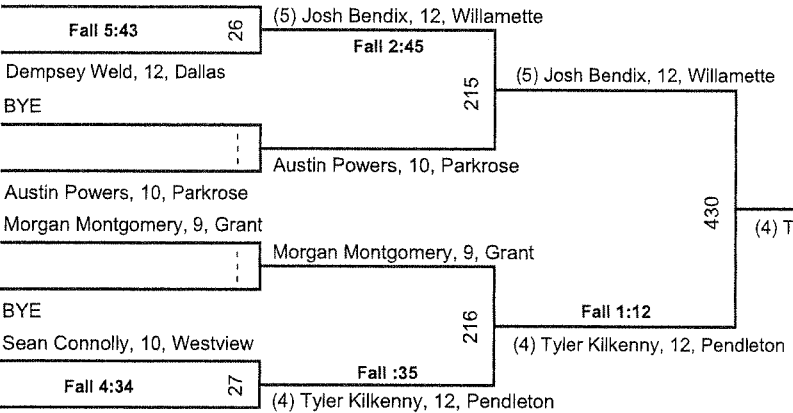 (5) Josh Bendix, 12, Willamette
Fall 5:43
26
Fall 2:45
Dempsey Weld, 12, Dallas
215
(5) Josh Bendix, 12, Willamette
BYE
Austin Powers, 10, Parkrose
Austin Powers, 10, Parkrose
430
Morgan Montgomery, 9, Grant
(4) T
Morgan Montgomery, 9, Grant
BYE
216
Fall 1:12
Sean Connolly, 10, Westview
(4) Tyler Kilkenny, 12, Pendleton
Fall 4:34
27
Fall :35
(4) Tyler Kilkenny, 12, Pendleton